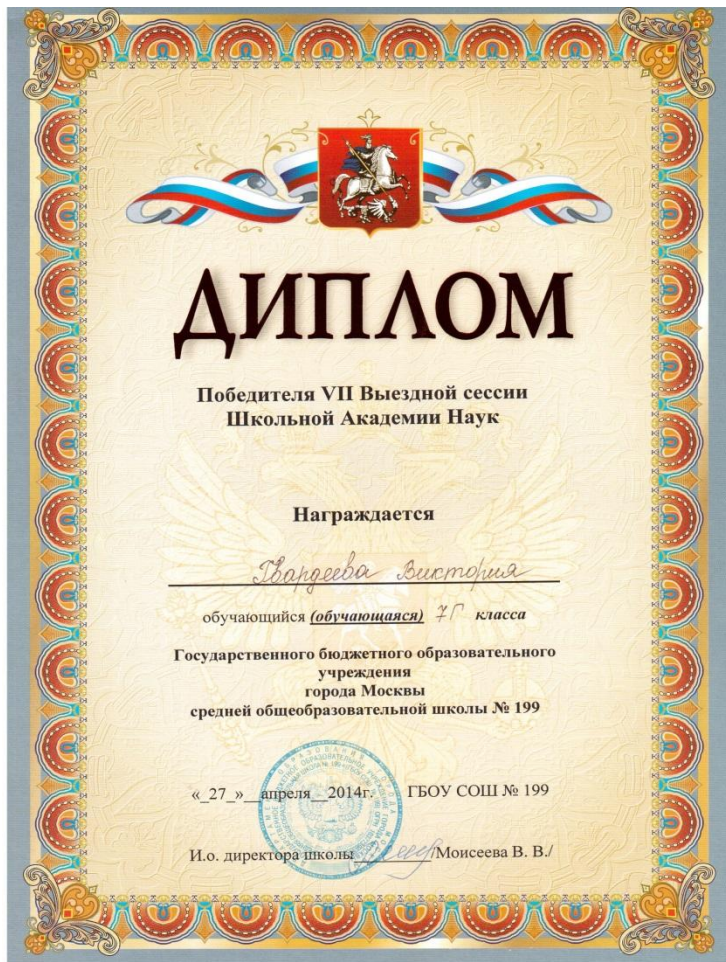 ДИПЛОМ
Победителя VII Выездной сессии
Школьной Академии Наук
Награждается
Гвардеева Виктория
обучающийся (обучающаяся) 7Г класса
Государственного бюджетного образовательного
учреждения
города Москвы
средней общеобразовательной школы № 199
«_27_»__апреля__2014г. ГБОУ СОШ № 199
И.о. директора школы /Моисеева В. В./